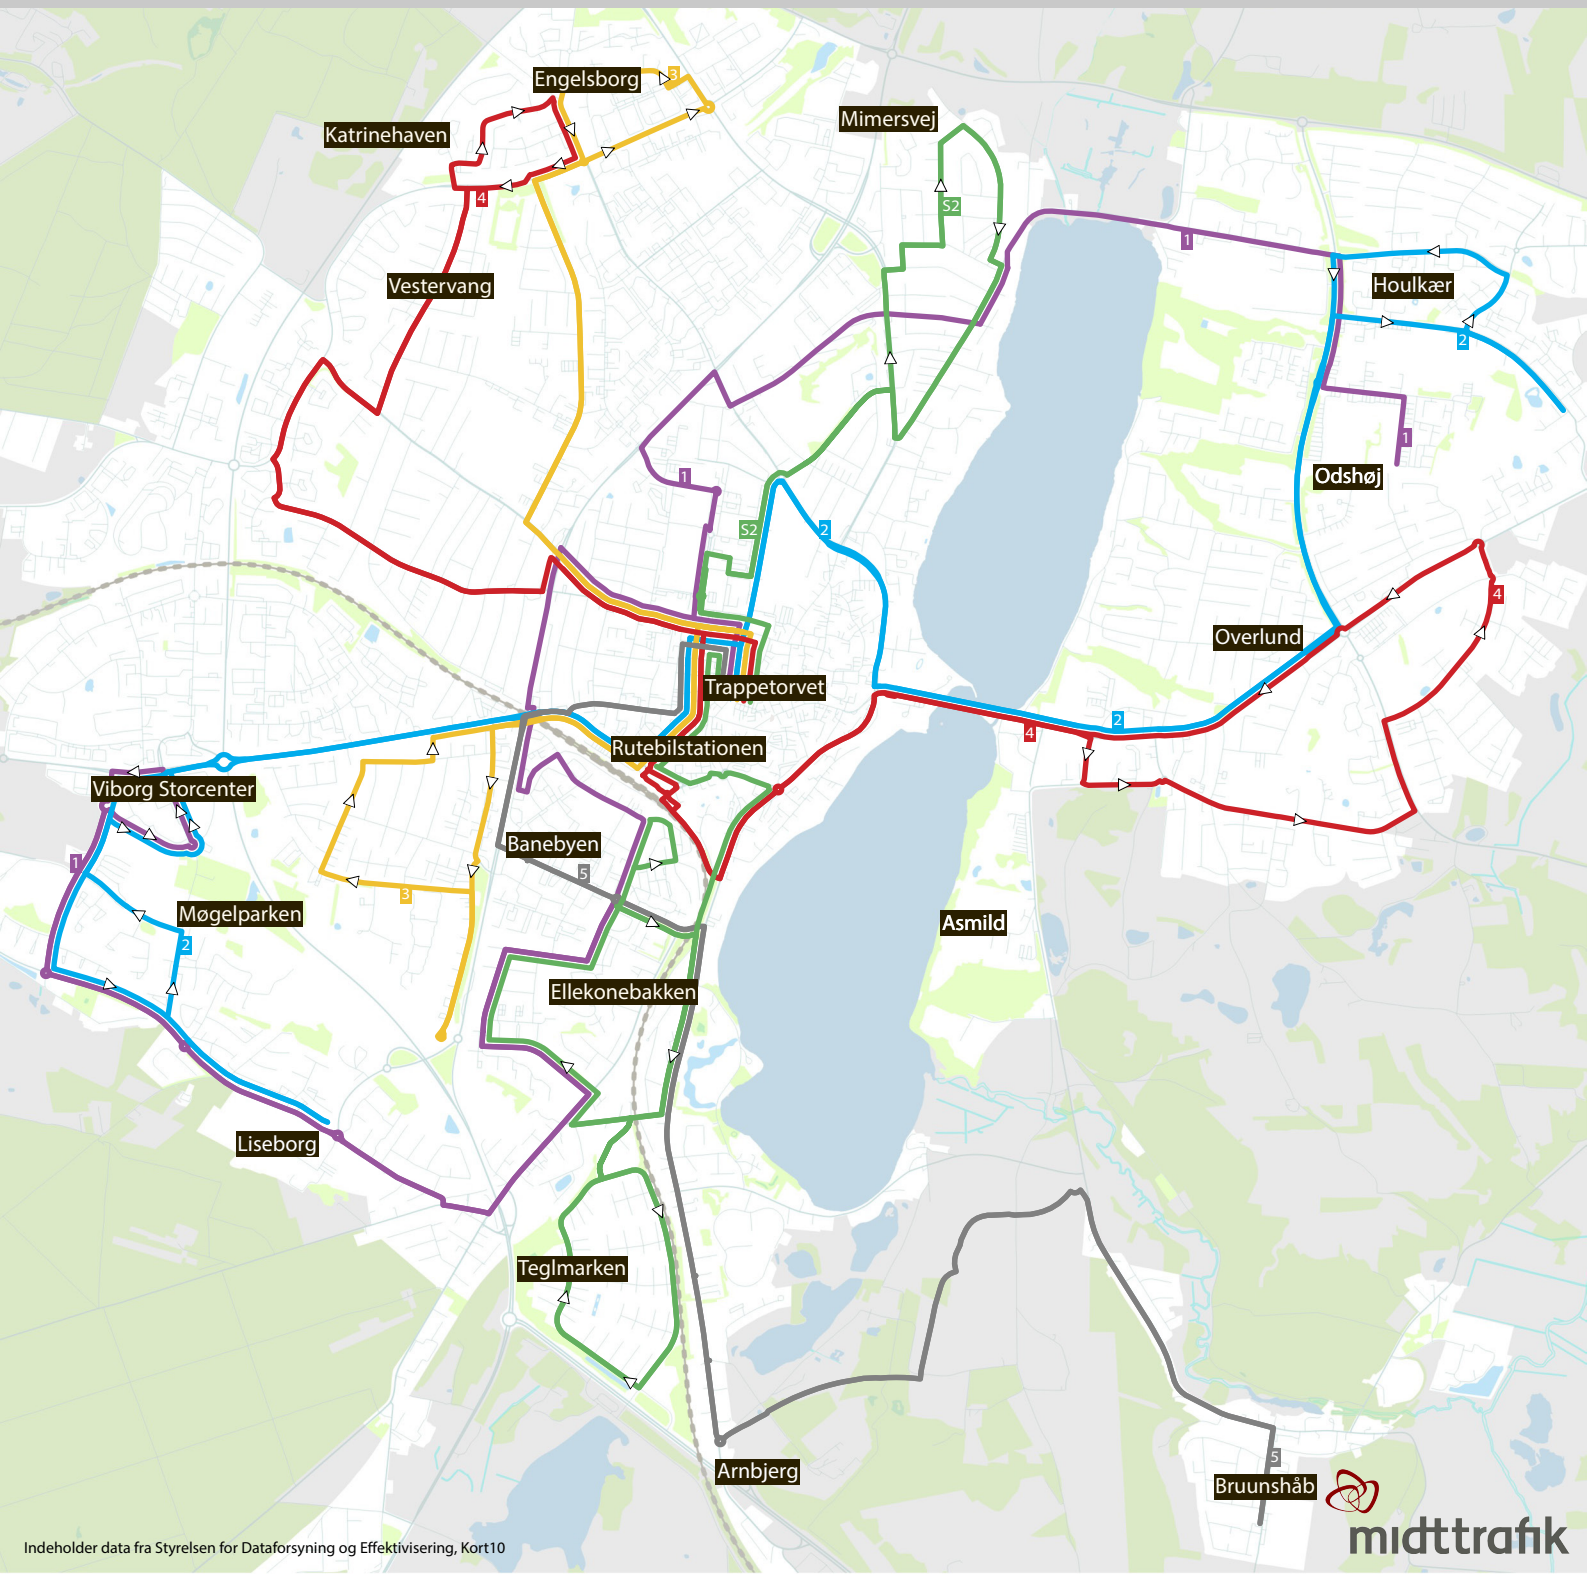 Engelsborg
3
Katrinehaven
Mimersvej
4
S2
1
Vestervang
Houlkær
2
1
Odshøj
1
S2
2
4
Overlund
Trappetorvet
2
4
Rutebilstationen
Viborg Storcenter
Banebyen
1
5
3
Møgelparken
2
Asmild
Ellekonebakken
Liseborg
Teglmarken
Arnbjerg
5
Bruunshåb
midttrafik
Indeholder data fra Styrelsen for Dataforsyning og Effektivisering, Kort10